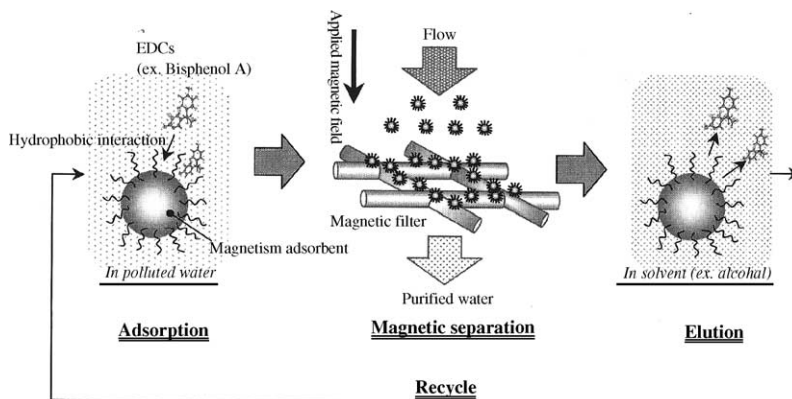 EDCs
(ex. Bisphenol A)
Hydrophobic interaction
Magnetism adsorbent
In polluted water
Adsorption
Applied magnetic
field
Flow
Magnetic filter
Purified water
Magnetic separation
In solvent (ex. alcohal)
Elution
Recycle